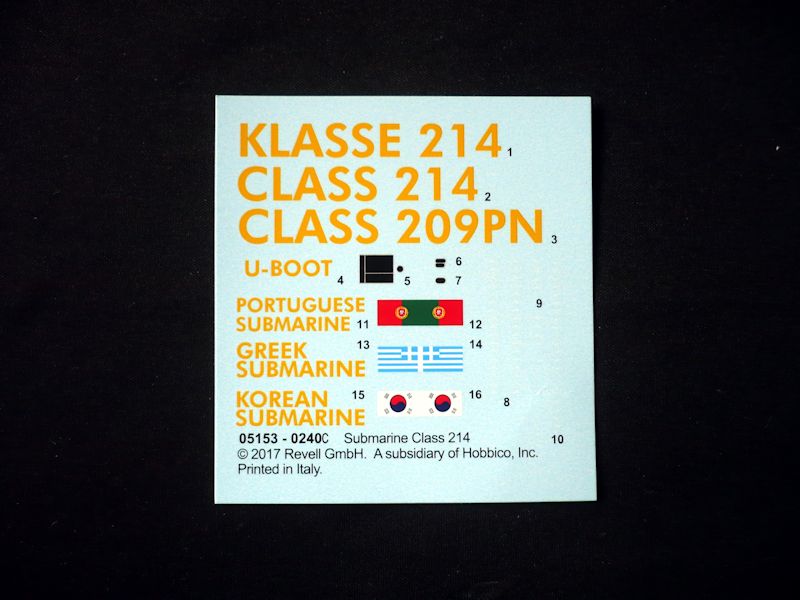 KLASSE 214 1
CLASS 214 2
CLASS 209PN 3
U-BOOT 4 5 6
7
9
PORTUGUESE
SUBMARINE 11 12
GREEK 13 14
SUBMARINE
KOREAN 15 16
8
SUBMARINE
05153 - 0240C Submarine Class 214 10
© 2017 Revell GmbH. A subsidiary of Hobbico, Inc.
Printed in Italy.